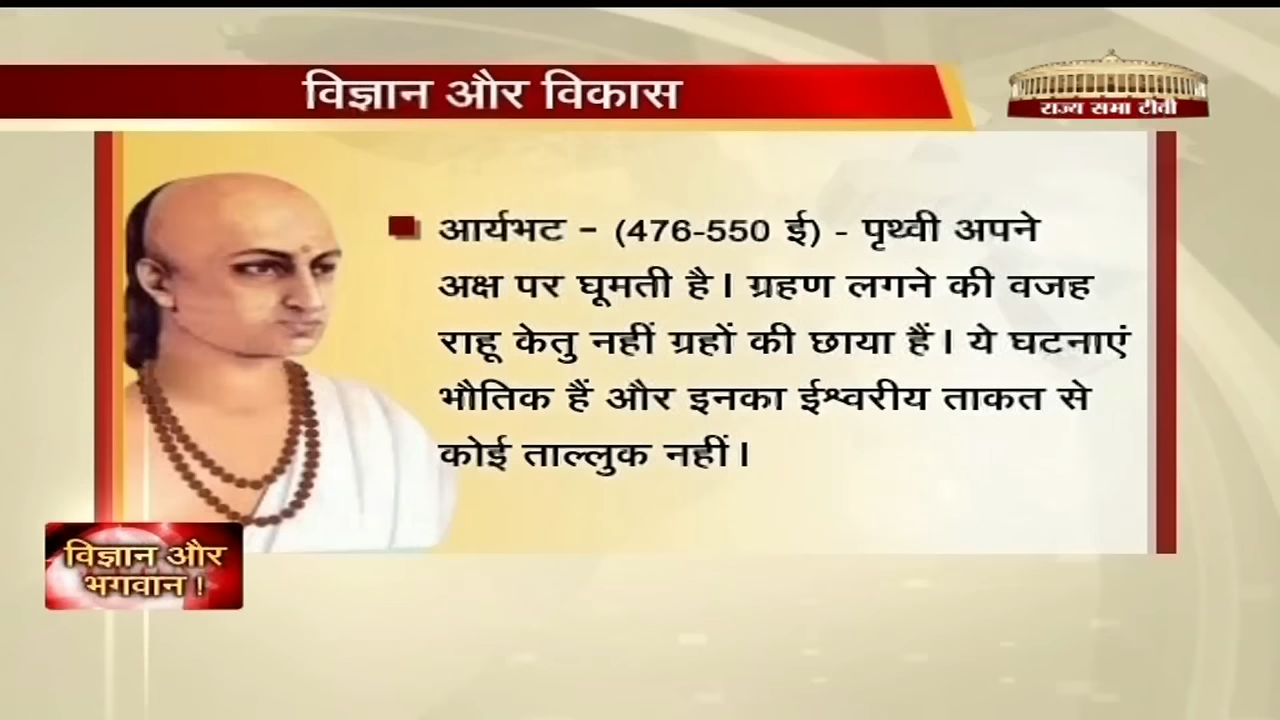 विज्ञान और विकास
राज्य सभा टीवी
आर्यभट – (476-550 ई) - पृथ्वी अपने
अक्ष पर घूमती है। ग्रहण लगने की वजह
राहू केतु नहीं ग्रहों की छाया हैं। ये घटनाएं
भौतिक हैं और इनका ईश्वरीय ताकत से
कोई ताल्लुक नहीं।
विज्ञान और
भगवान !